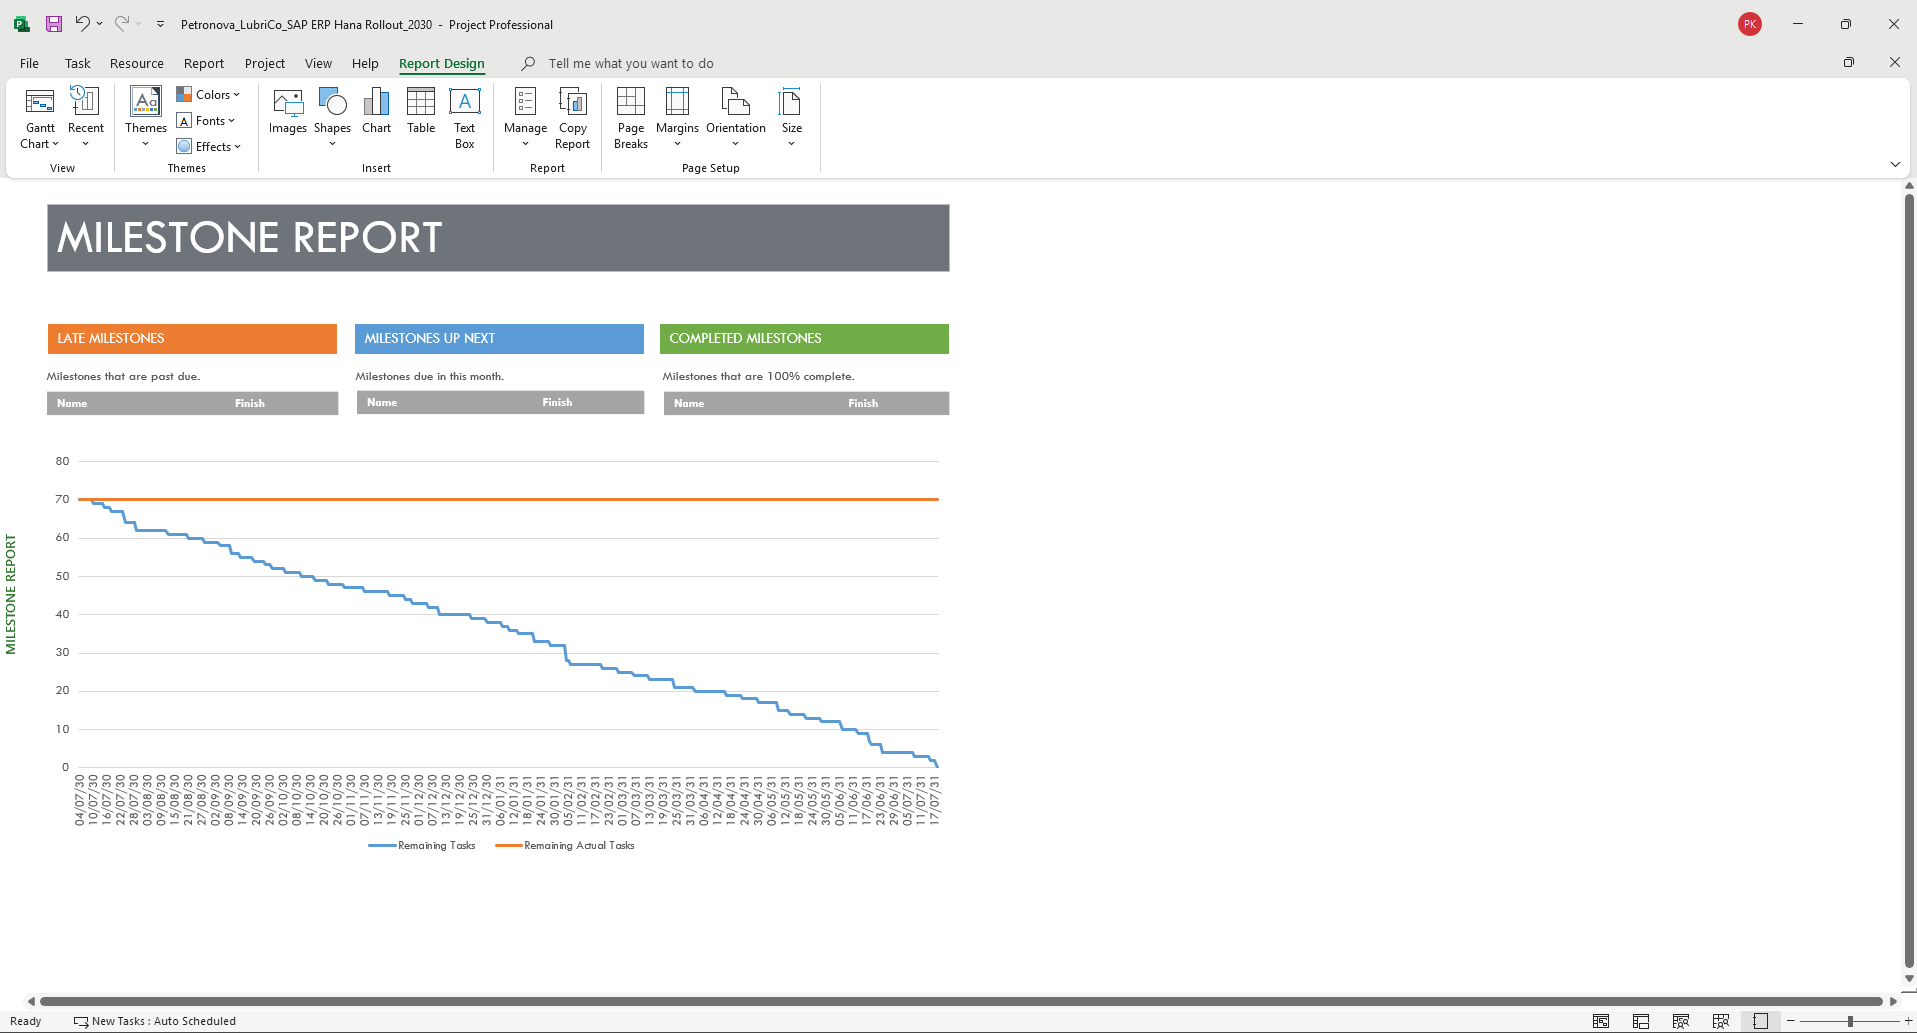 Petronova_LubriCo_SAP ERP Hana Rollout_2030 - Project Professional
PK
File Task Resource Report Project View Help Report Design Tell me what you want to do
Gantt Chart
Recent
View
Themes
Colors
Fonts
Effects
Themes
Images
Shapes
Chart
Table
Text Box
Insert
Manage
Copy Report
Report
Page Breaks
Margins
Orientation
Size
Page Setup
MILESTONE REPORT
LATE MILESTONES
Milestones that are past due.
Name Finish
MILESTONES UP NEXT
Milestones due in this month.
Name Finish
COMPLETED MILESTONES
Milestones that are 100% complete.
Name Finish
MILESTONE REPORT
80
70
60
50
40
30
20
10
0
04/07/30
10/07/30
16/07/30
22/07/30
28/07/30
03/08/30
09/08/30
15/08/30
21/08/30
27/08/30
02/09/30
08/09/30
14/09/30
20/09/30
26/09/30
02/10/30
08/10/30
14/10/30
20/10/30
26/10/30
01/11/30
07/11/30
13/11/30
19/11/30
25/11/30
01/12/30
07/12/30
13/12/30
19/12/30
25/12/30
31/12/30
06/01/31
12/01/31
18/01/31
24/01/31
30/01/31
05/02/31
11/02/31
17/02/31
23/02/31
01/03/31
07/03/31
13/03/31
19/03/31
25/03/31
31/03/31
06/04/31
12/04/31
18/04/31
24/04/31
30/04/31
06/05/31
12/05/31
18/05/31
24/05/31
30/05/31
05/06/31
11/06/31
17/06/31
23/06/31
29/06/31
05/07/31
11/07/31
17/07/31
Remaining Tasks Remaining Actual Tasks
Ready New Tasks : Auto Scheduled